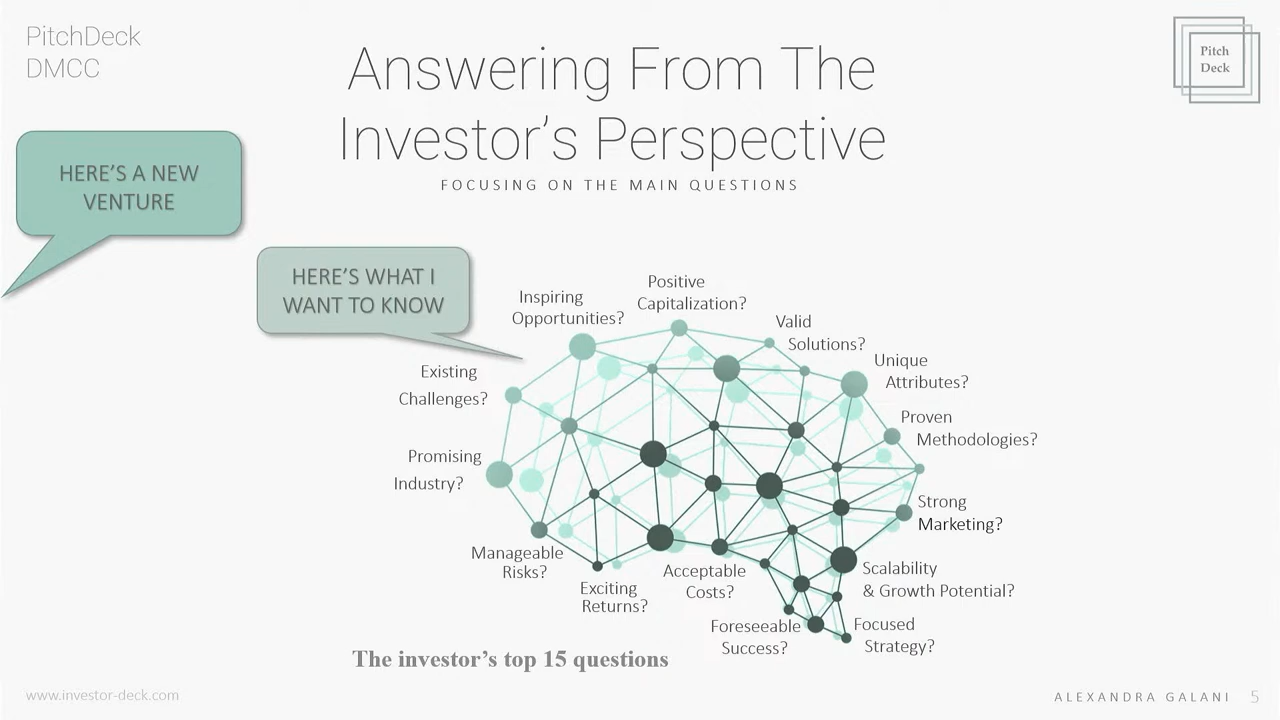 PitchDeck
DMCC
Answering From The
Investor's Perspective
FOCUSING ON THE MAIN QUESTIONS
Pitch
Deck
HERE'S A NEW
VENTURE
HERE'S WHAT I
WANT TO KNOW
Positive
Capitalization?
Inspiring
Opportunities?
Valid
Solutions?
Unique
Attributes?
Existing
Challenges?
Proven
Methodologies?
Promising
Industry?
Strong
Marketing?
Manageable
Risks?
Exciting
Returns?
Acceptable
Costs?
Scalability
& Growth Potential?
Foreseeable
Success?
Focused
Strategy?
The investor's top 15 questions
www.investor-deck.com
ALEXANDRA GALANI 5